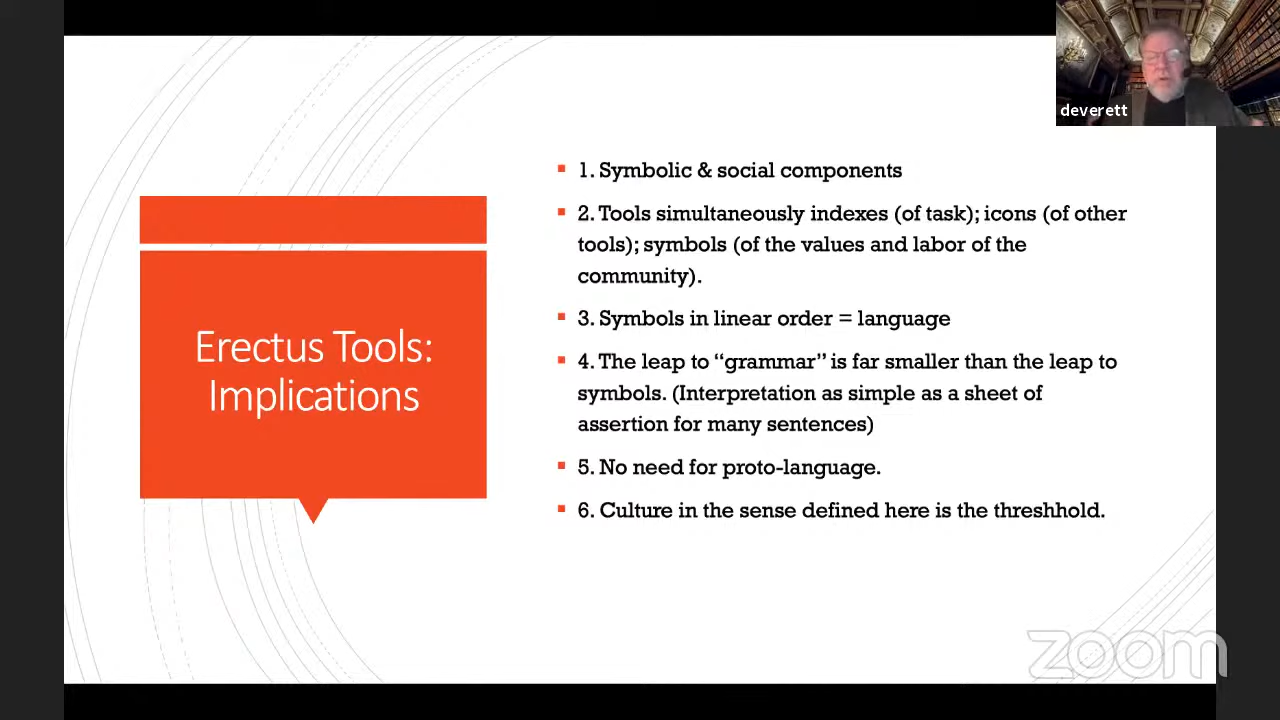 deverett
Erectus Tools:
Implications
1. Symbolic & social components
2. Tools simultaneously indexes (of task); icons (of other
tools); symbols (of the values and labor of the
community).
3. Symbols in linear order = language
4. The leap to “grammar” is far smaller than the leap to
symbols. (Interpretation as simple as a sheet of
assertion for many sentences)
5. No need for proto-language.
6. Culture in the sense defined here is the threshhold.
zoom